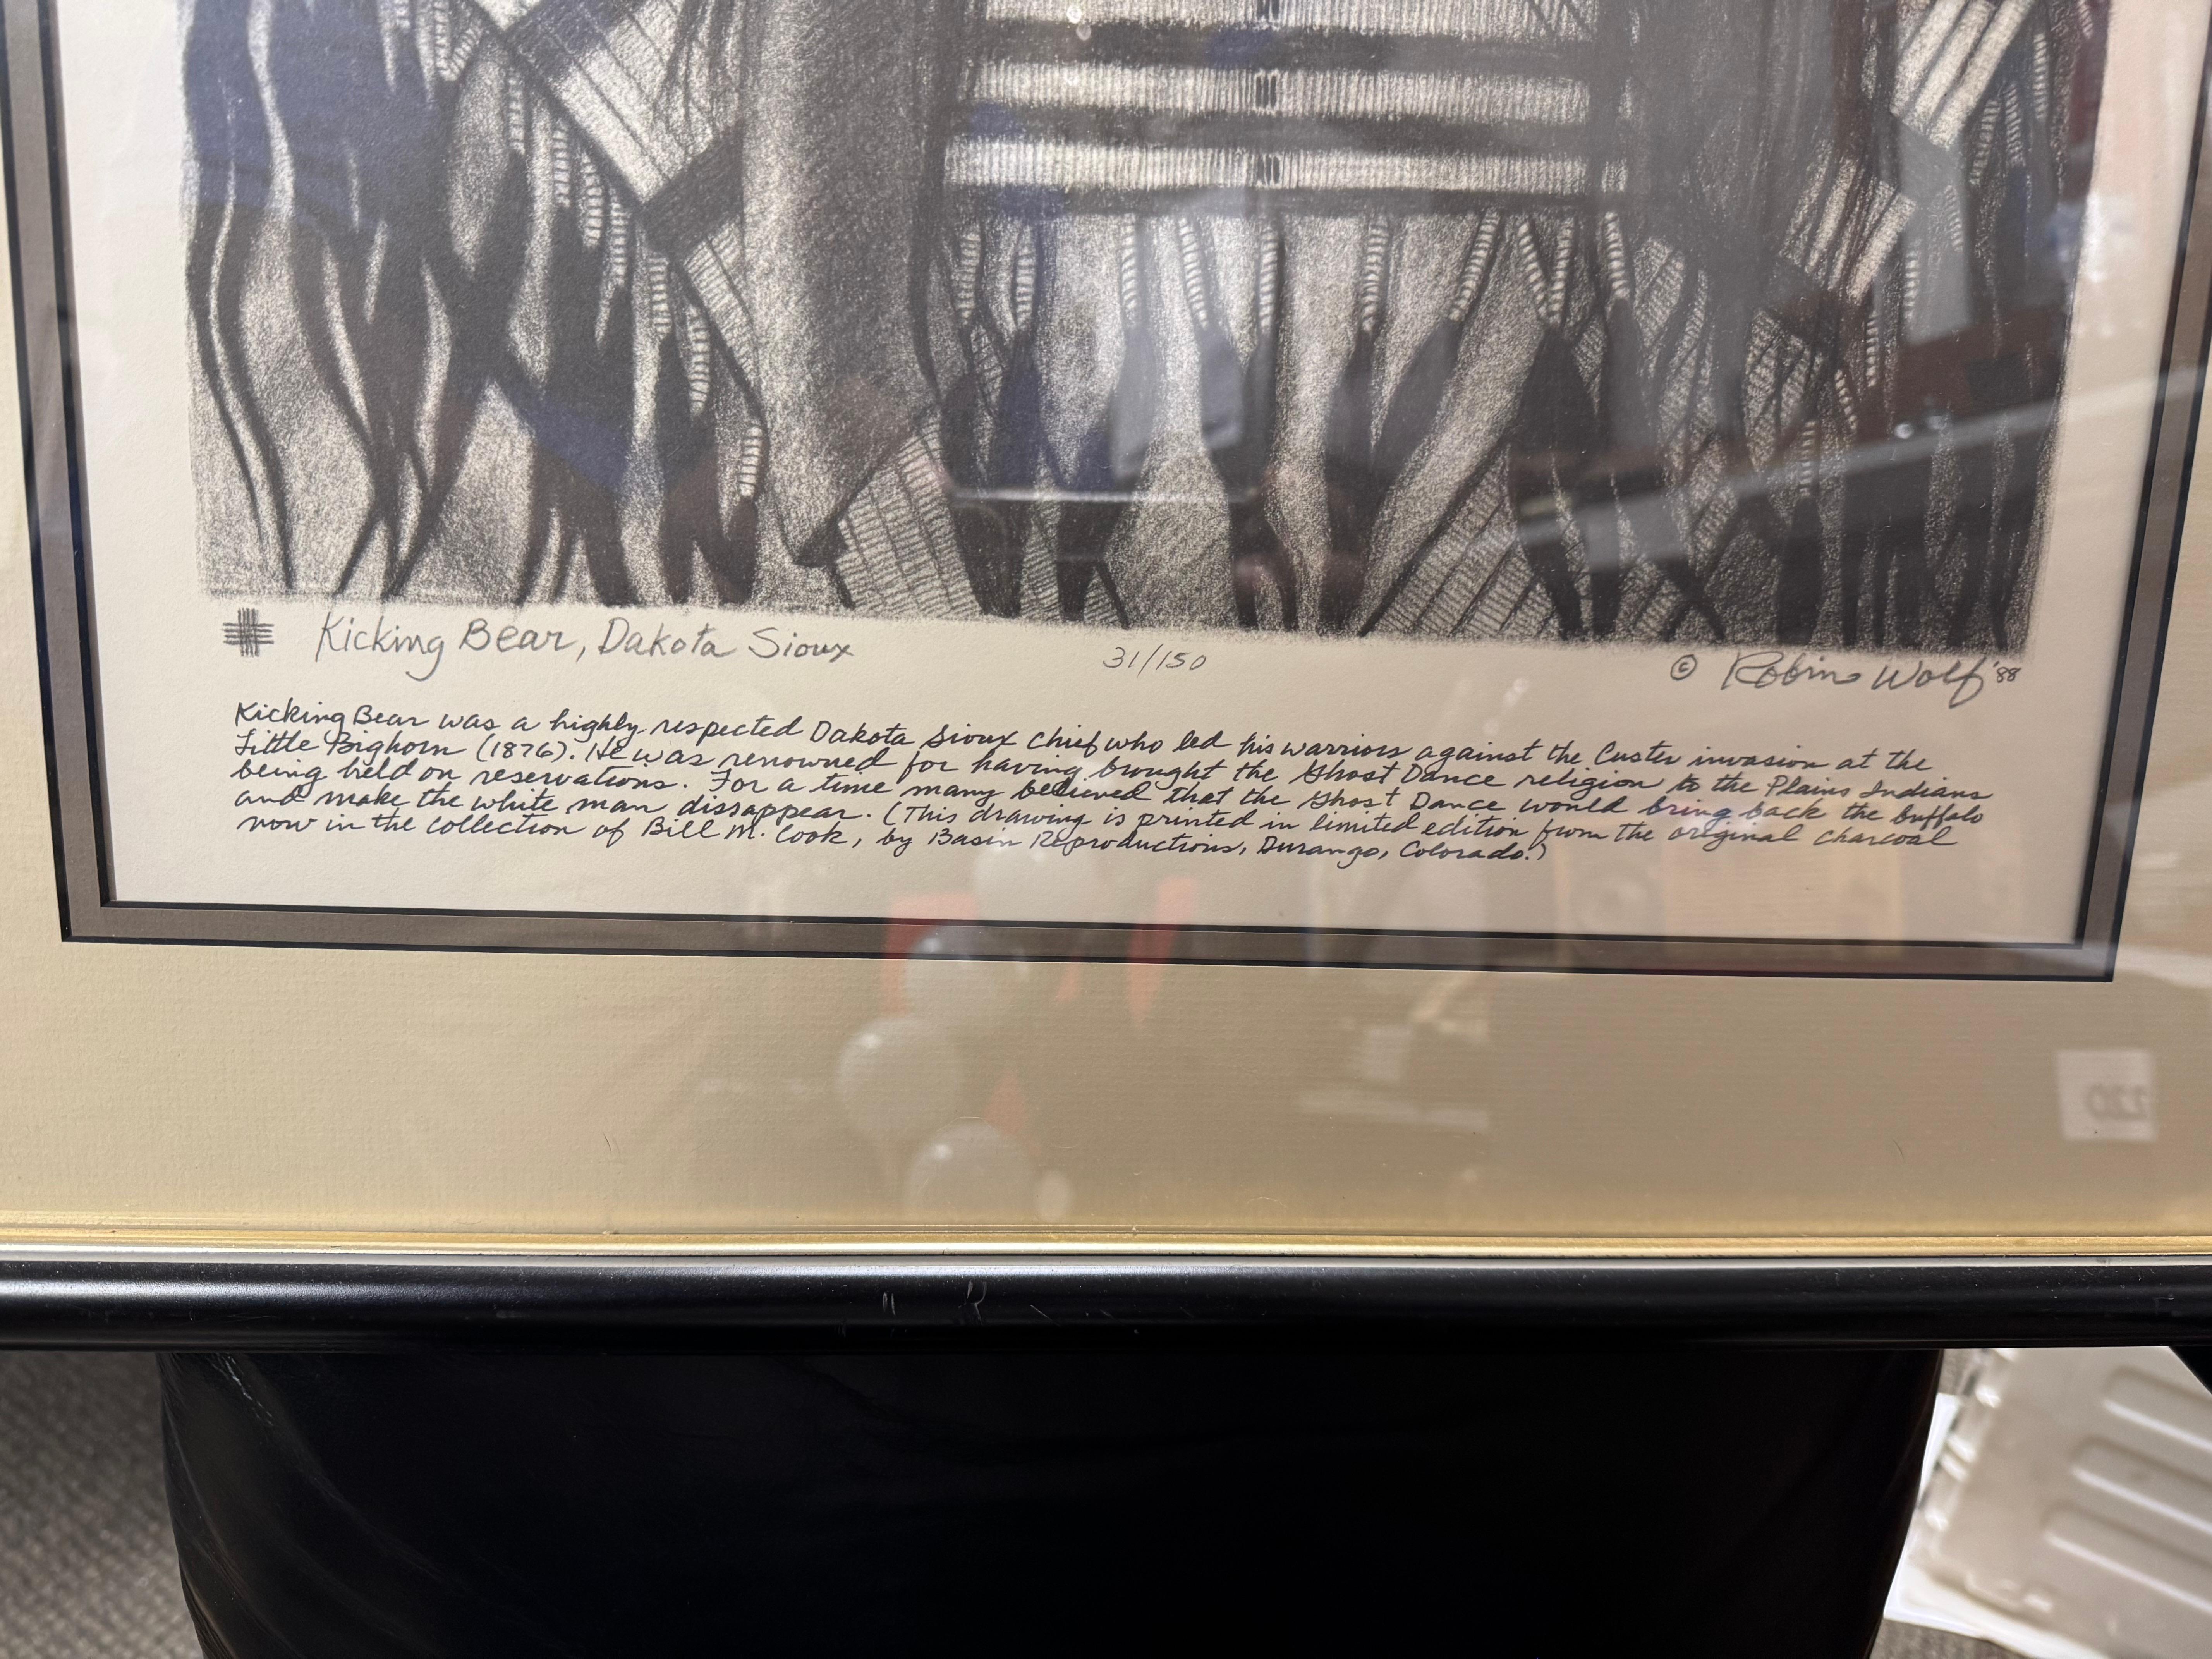 Kicking Bear, Dakota Sioux
31/150
© Robin Wolf '88
Kicking Bear was a highly respected Dakota Sioux chief who led his warriors against the Custer invasion at the
Little Bighorn (1876). He was renowned for having brought the Ghost Dance religion to the Plains Indians
being held on reservations. For a time many believed that the Ghost Dance would bring back the buffalo
and make the white man dissappear. (This drawing is printed in limited edition from the original charcoal
now in the collection of Bill M. Cook, by Basin Reproductions, Durango, Colorado.)